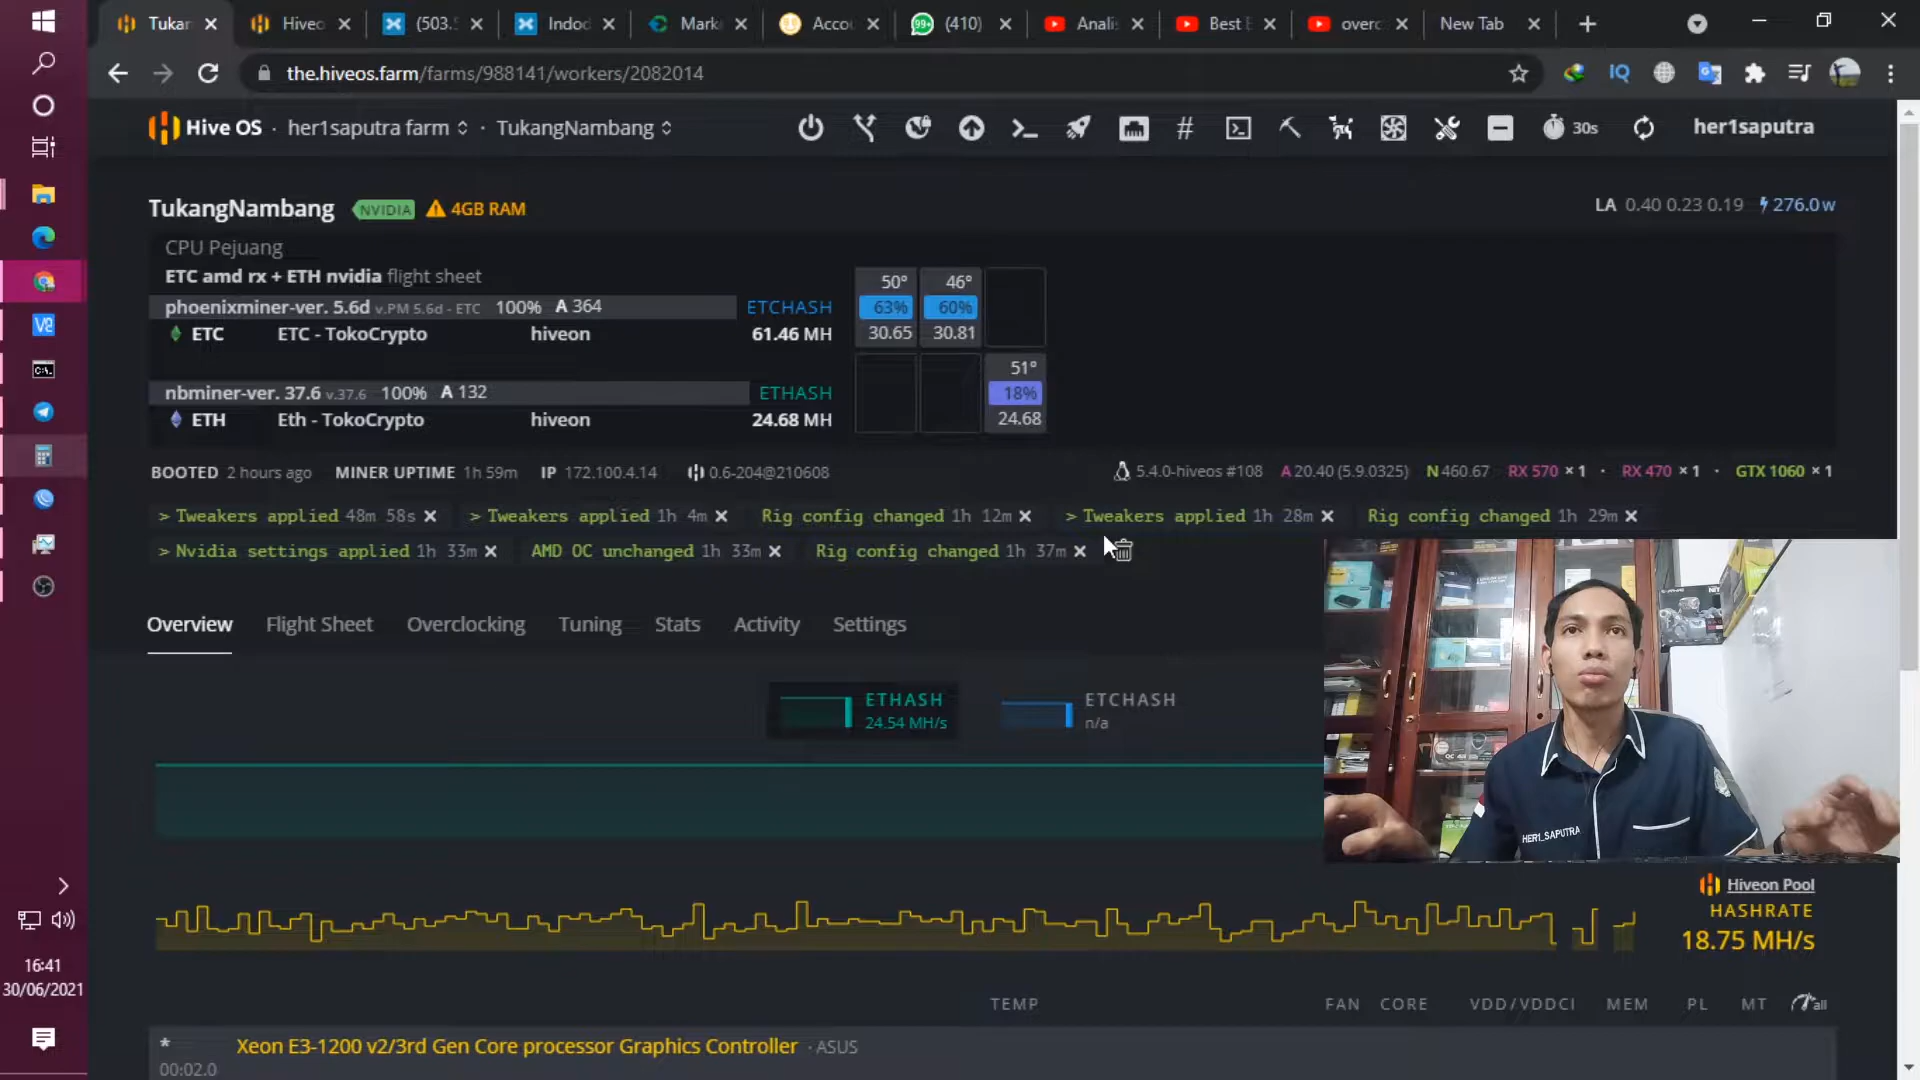 Tukar
Hiveo
(503.
Indod
Mark
Accou
99+ (410)
Anali
Best E
overc
New Tab
the.hiveos.farm/farms/988141/workers/2082014
IQ
Hive OS · her1saputra farm · TukangNambang
30s
her1saputra
TukangNambang NVIDIA 4GB RAM
LA 0.40 0.23 0.19 276.0 w
CPU Pejuang
ETC amd rx + ETH nvidia flight sheet
50° 46°
phoenixminer-ver. 5.6d v.PM 5.6d - ETC 100% A 364 ETCHASH 63% 60%
ETC ETC - TokoCrypto hiveon 61.46 MH 30.65 30.81
51°
nbminer-ver. 37.6 v.37.6 100% A 132 ETHASH 18%
ETH Eth - TokoCrypto hiveon 24.68 MH 24.68
BOOTED 2 hours ago MINER UPTIME 1h 59m IP 172.100.4.14 0.6-204@210608
5.4.0-hiveos #108 A 20.40 (5.9.0325) N 460.67 RX 570 × 1 · RX 470 × 1 · GTX 1060 × 1
> Tweakers applied 48m 58s × > Tweakers applied 1h 4m × Rig config changed 1h 12m × > Tweakers applied 1h 28m × Rig config changed 1h 29m ×
> Nvidia settings applied 1h 33m × AMD OC unchanged 1h 33m × Rig config changed 1h 37m ×
Overview Flight Sheet Overclocking Tuning Stats Activity Settings
ETHASH
24.54 MH/s
ETCHASH
n/a
HER1_SAPUTRA
Hiveon Pool
HASHRATE
18.75 MH/s
TEMP FAN CORE VDD/VDDCI MEM PL MT all
* Xeon E3-1200 v2/3rd Gen Core processor Graphics Controller · ASUS
00:02.0
16:41
30/06/2021